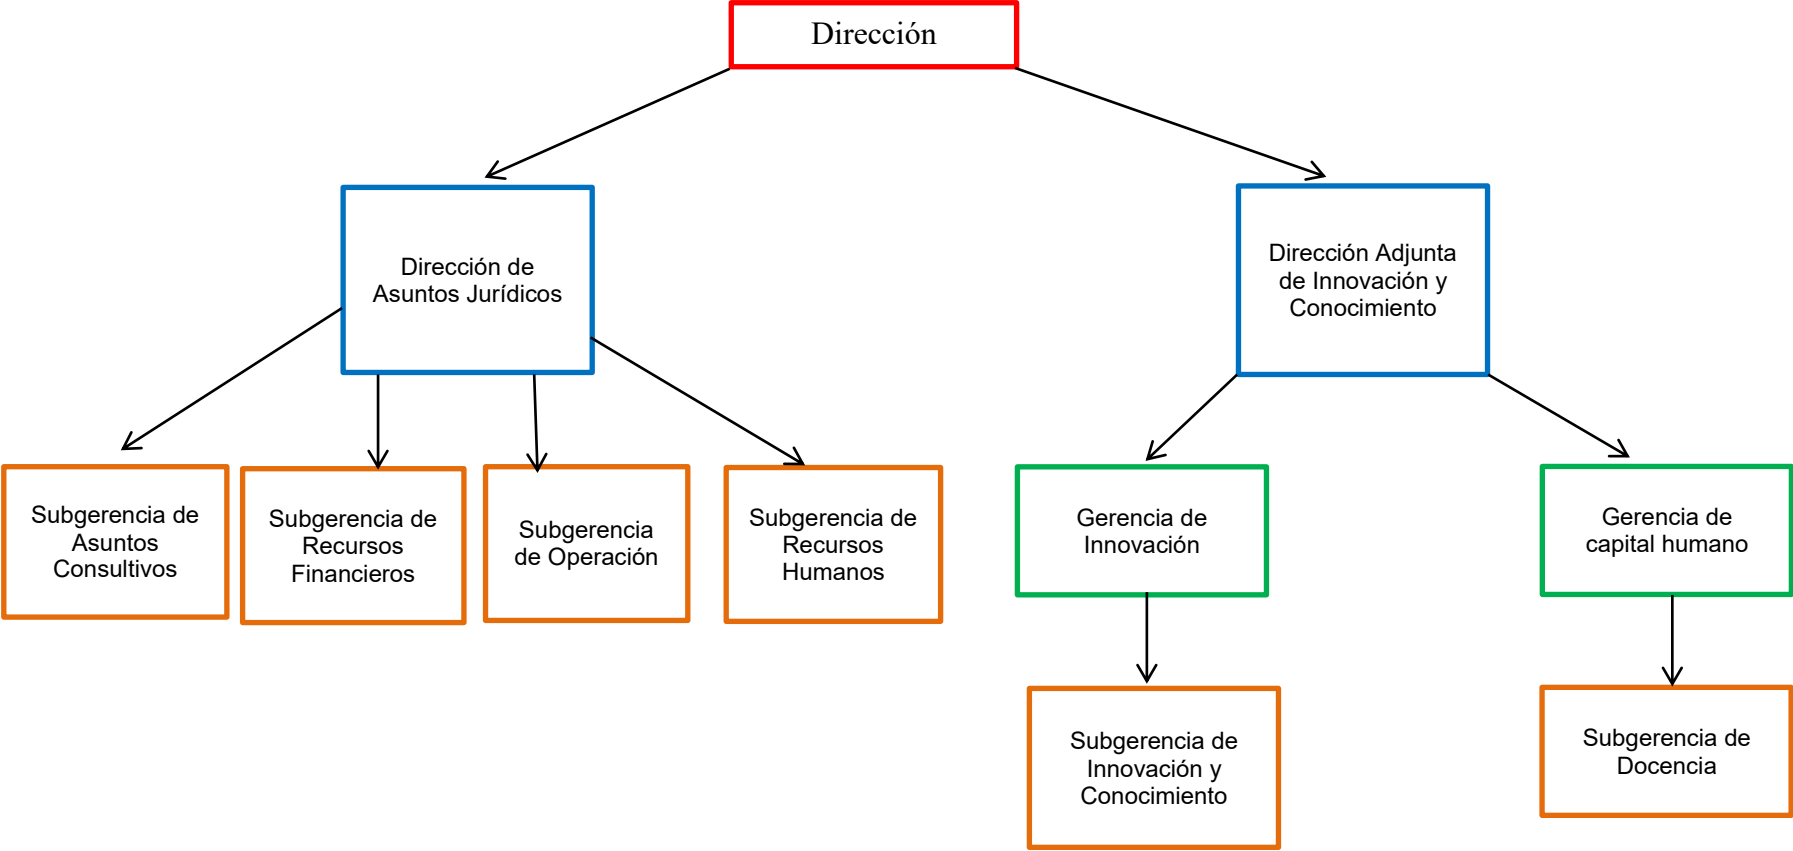 Dirección
Dirección de
Asuntos Jurídicos
Dirección Adjunta
de Innovación y
Conocimiento
Subgerencia de
Asuntos
Consultivos
Subgerencia de
Recursos
Financieros
Subgerencia
de Operación
Subgerencia de
Recursos
Humanos
Gerencia de
Innovación
Gerencia de
capital humano
Subgerencia de
Innovación y
Conocimiento
Subgerencia de
Docencia